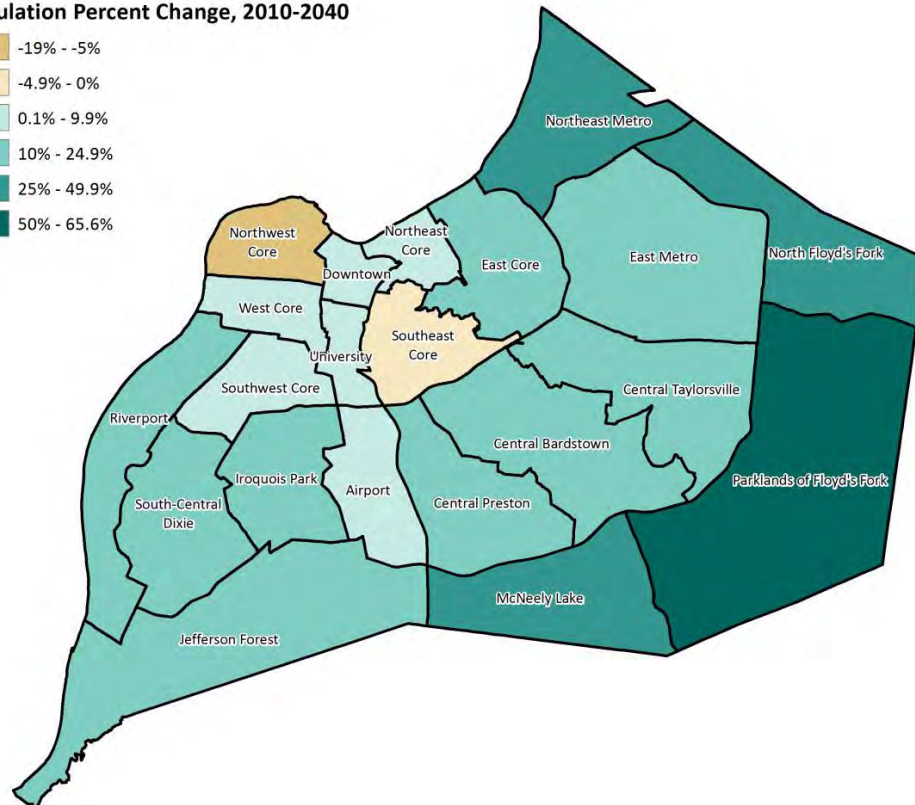 ulation Percent Change, 2010-2040
-19% - -5%
-4.9% - 0%
0.1% - 9.9%
10% - 24.9%
25% - 49.9%
50% - 65.6%
Northeast Metro
Northwest
Core
Northeast
Core
Downtown
East Core
East Metro
North Floyd's Fork
West Core
University
Southeast
Core
Southwest Core
Central Taylorsville
Riverport
Central Bardstown
Iroquois Park
Airport
Parklands of Floyd's Fork
South-Central
Dixie
Central Preston
McNeely Lake
Jefferson Forest